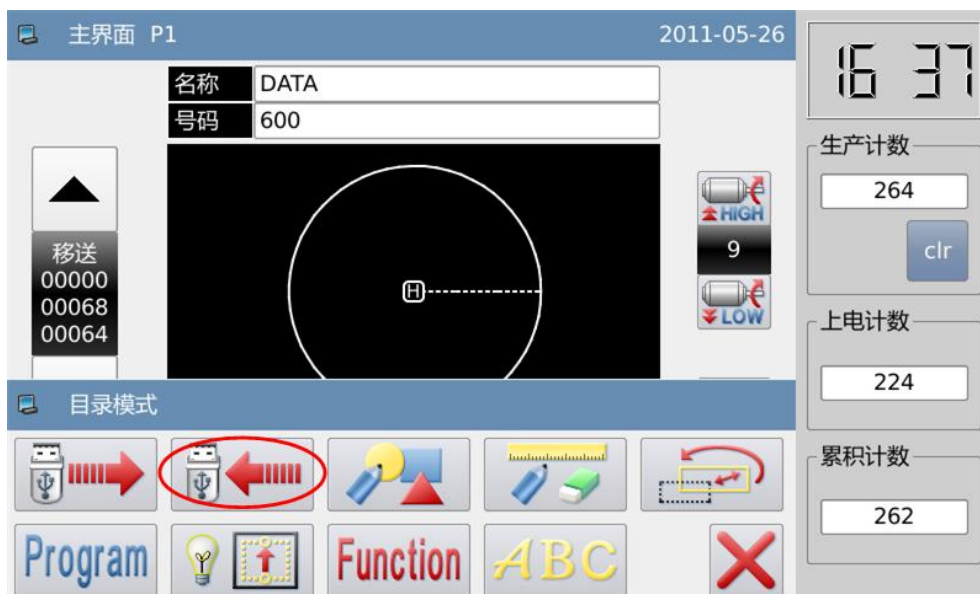 主界面 P1
2011-05-26
16 37
名称 DATA
号码 600
移送
00000
00068
00064
H
HIGH
9
LOW
生产计数
264
clr
上电计数
224
累积计数
262
目录模式
Program
Function
ABC